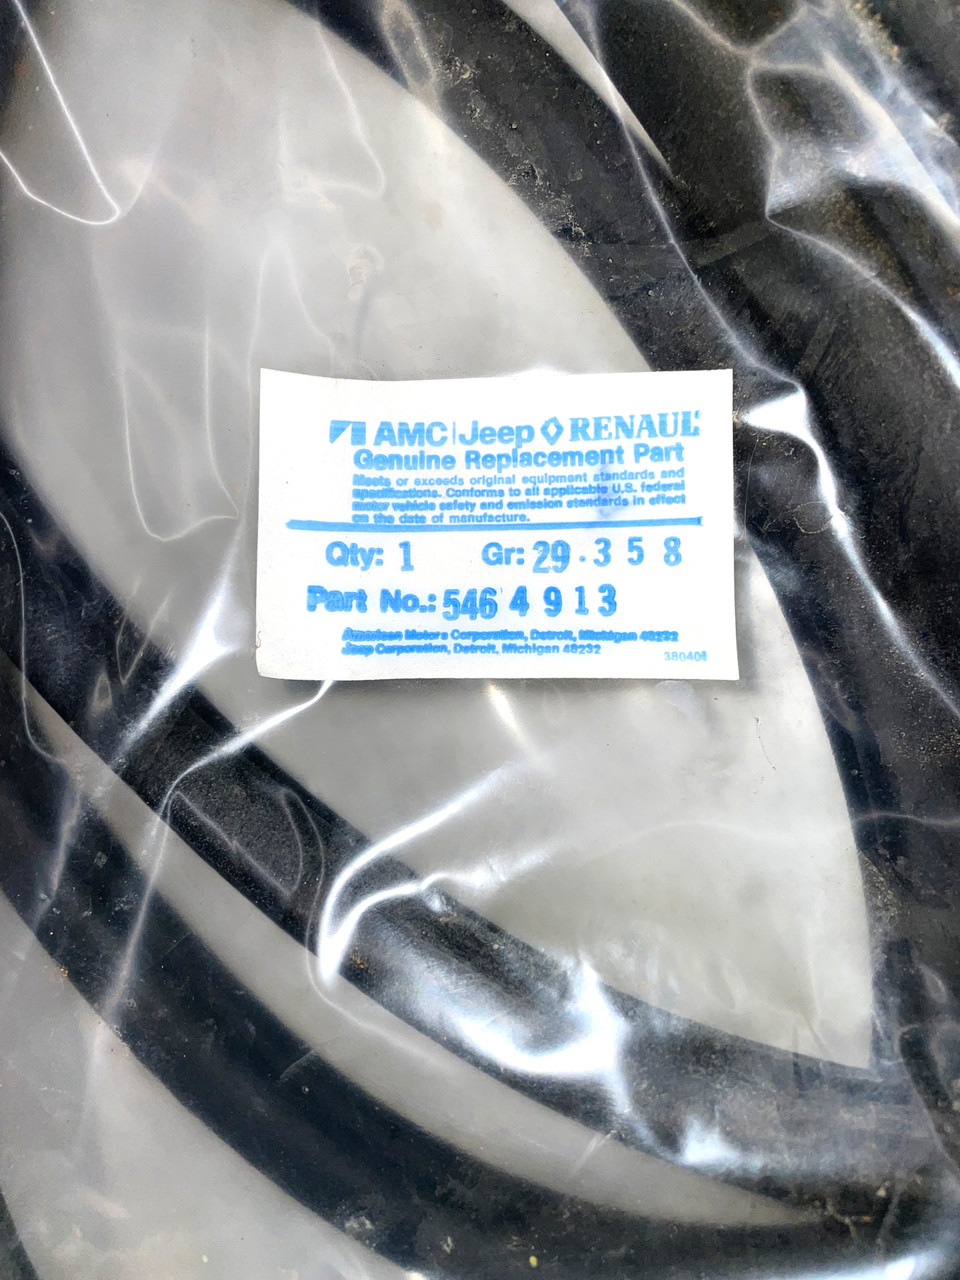 AMC|Jeep RENAUL
Genuine Replacement Part
Meets or exceeds original equipment standards and
specifications. Conforms to all applicable U.S. federal
motor vehicle safety and emission standards in effect
on the date of manufacture.
Qty: 1 Gr: 29.358
Part No.: 5464913
American Motors Corporation, Detroit, Michigan 48232
Jeep Corporation, Detroit, Michigan 48232